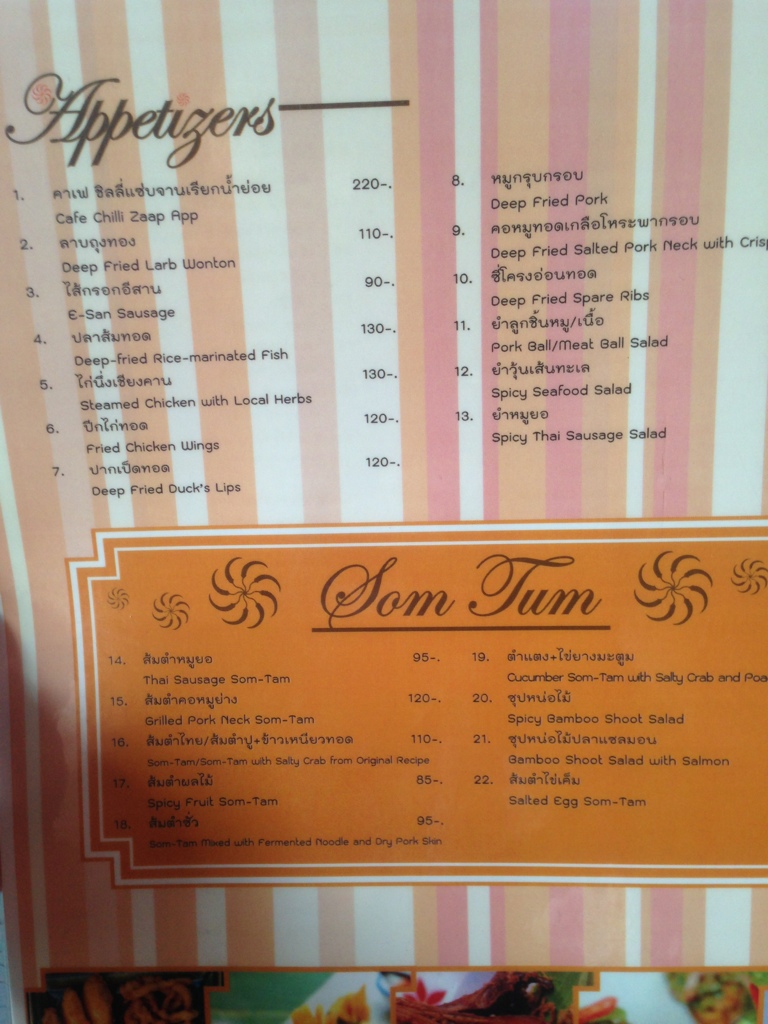 Appetizers
1. คาเฟ ชิลลี่แซ่บจานเรียกน้ำย่อย 220-.
Cafe Chilli Zaap App
2. ลาบถุงทอง 110-.
Deep Fried Larb Wonton
3. ไส้กรอกอีสาน 90-.
E-San Sausage
4. ปลาส้มทอด 130-.
Deep-fried Rice-marinated Fish
5. ไก่นึ่งเชียงคาน 130-.
Steamed Chicken with Local Herbs
6. ปีกไก่ทอด 120-.
Fried Chicken Wings
7. ปากเป็ดทอด 120-.
Deep Fried Duck's Lips
8. หมูกรุบกรอบ
Deep Fried Pork
9. คอหมูทอดเกลือโหระพากรอบ
Deep Fried Salted Pork Neck with Crisp
10. ซี่โครงอ่อนทอด
Deep Fried Spare Ribs
11. ยำลูกชิ้นหมู/เนื้อ
Pork Ball/Meat Ball Salad
12. ยำวุ้นเส้นทะเล
Spicy Seafood Salad
13. ยำหมูยอ
Spicy Thai Sausage Salad
Som Tum
14. ส้มตำหมูยอ 95-.
Thai Sausage Som-Tam
15. ส้มตำคอหมูย่าง 120-.
Grilled Pork Neck Som-Tam
16. ส้มตำไทย/ส้มตำปู+ข้าวเหนียวทอด 110-.
Som-Tam/Som-Tam with Salty Crab from Original Recipe
17. ส้มตำผลไม้ 85-.
Spicy Fruit Som-Tam
18. ส้มตำซั่ว 95-.
Som-Tam Mixed with Fermented Noodle and Dry Pork Skin
19. ตำแตง+ไข่ยางมะตูม
Cucumber Som-Tam with Salty Crab and Poa
20. ซุปหน่อไม้
Spicy Bamboo Shoot Salad
21. ซุปหน่อไม้ปลาแซลมอน
Bamboo Shoot Salad with Salmon
22. ส้มตำไข่เค็ม
Salted Egg Som-Tam